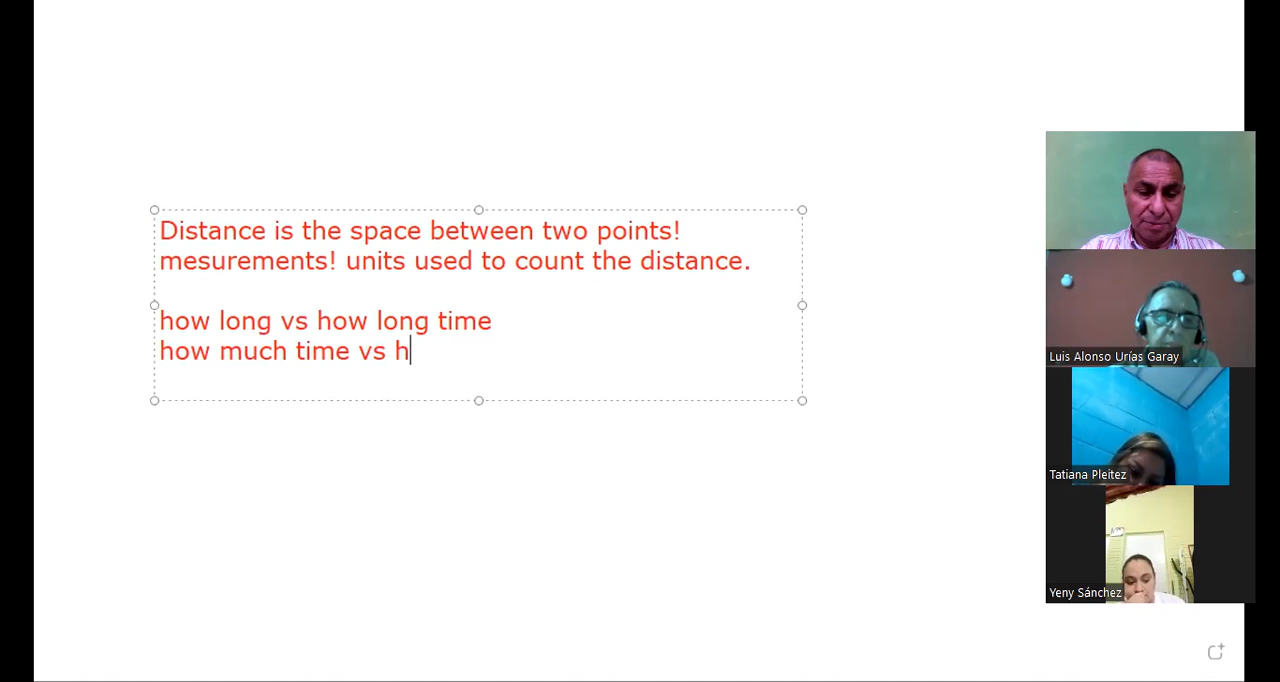 Distance is the space between two points!
mesurements! units used to count the distance.
how long vs how long time
how much time vs h
Luis Alonso Urías Garay
Tatiana Pleitez
Yeny Sánchez